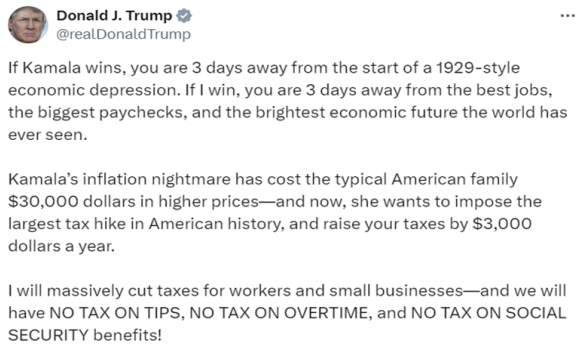 Donald J. Trump
@realDonaldTrump
If Kamala wins, you are 3 days away from the start of a 1929-style
economic depression. If I win, you are 3 days away from the best jobs,
the biggest paychecks, and the brightest economic future the world has
ever seen.
Kamala’s inflation nightmare has cost the typical American family
$30,000 dollars in higher prices—and now, she wants to impose the
largest tax hike in American history, and raise your taxes by $3,000
dollars a year.
I will massively cut taxes for workers and small businesses—and we will
have NO TAX ON TIPS, NO TAX ON OVERTIME, and NO TAX ON SOCIAL
SECURITY benefits!